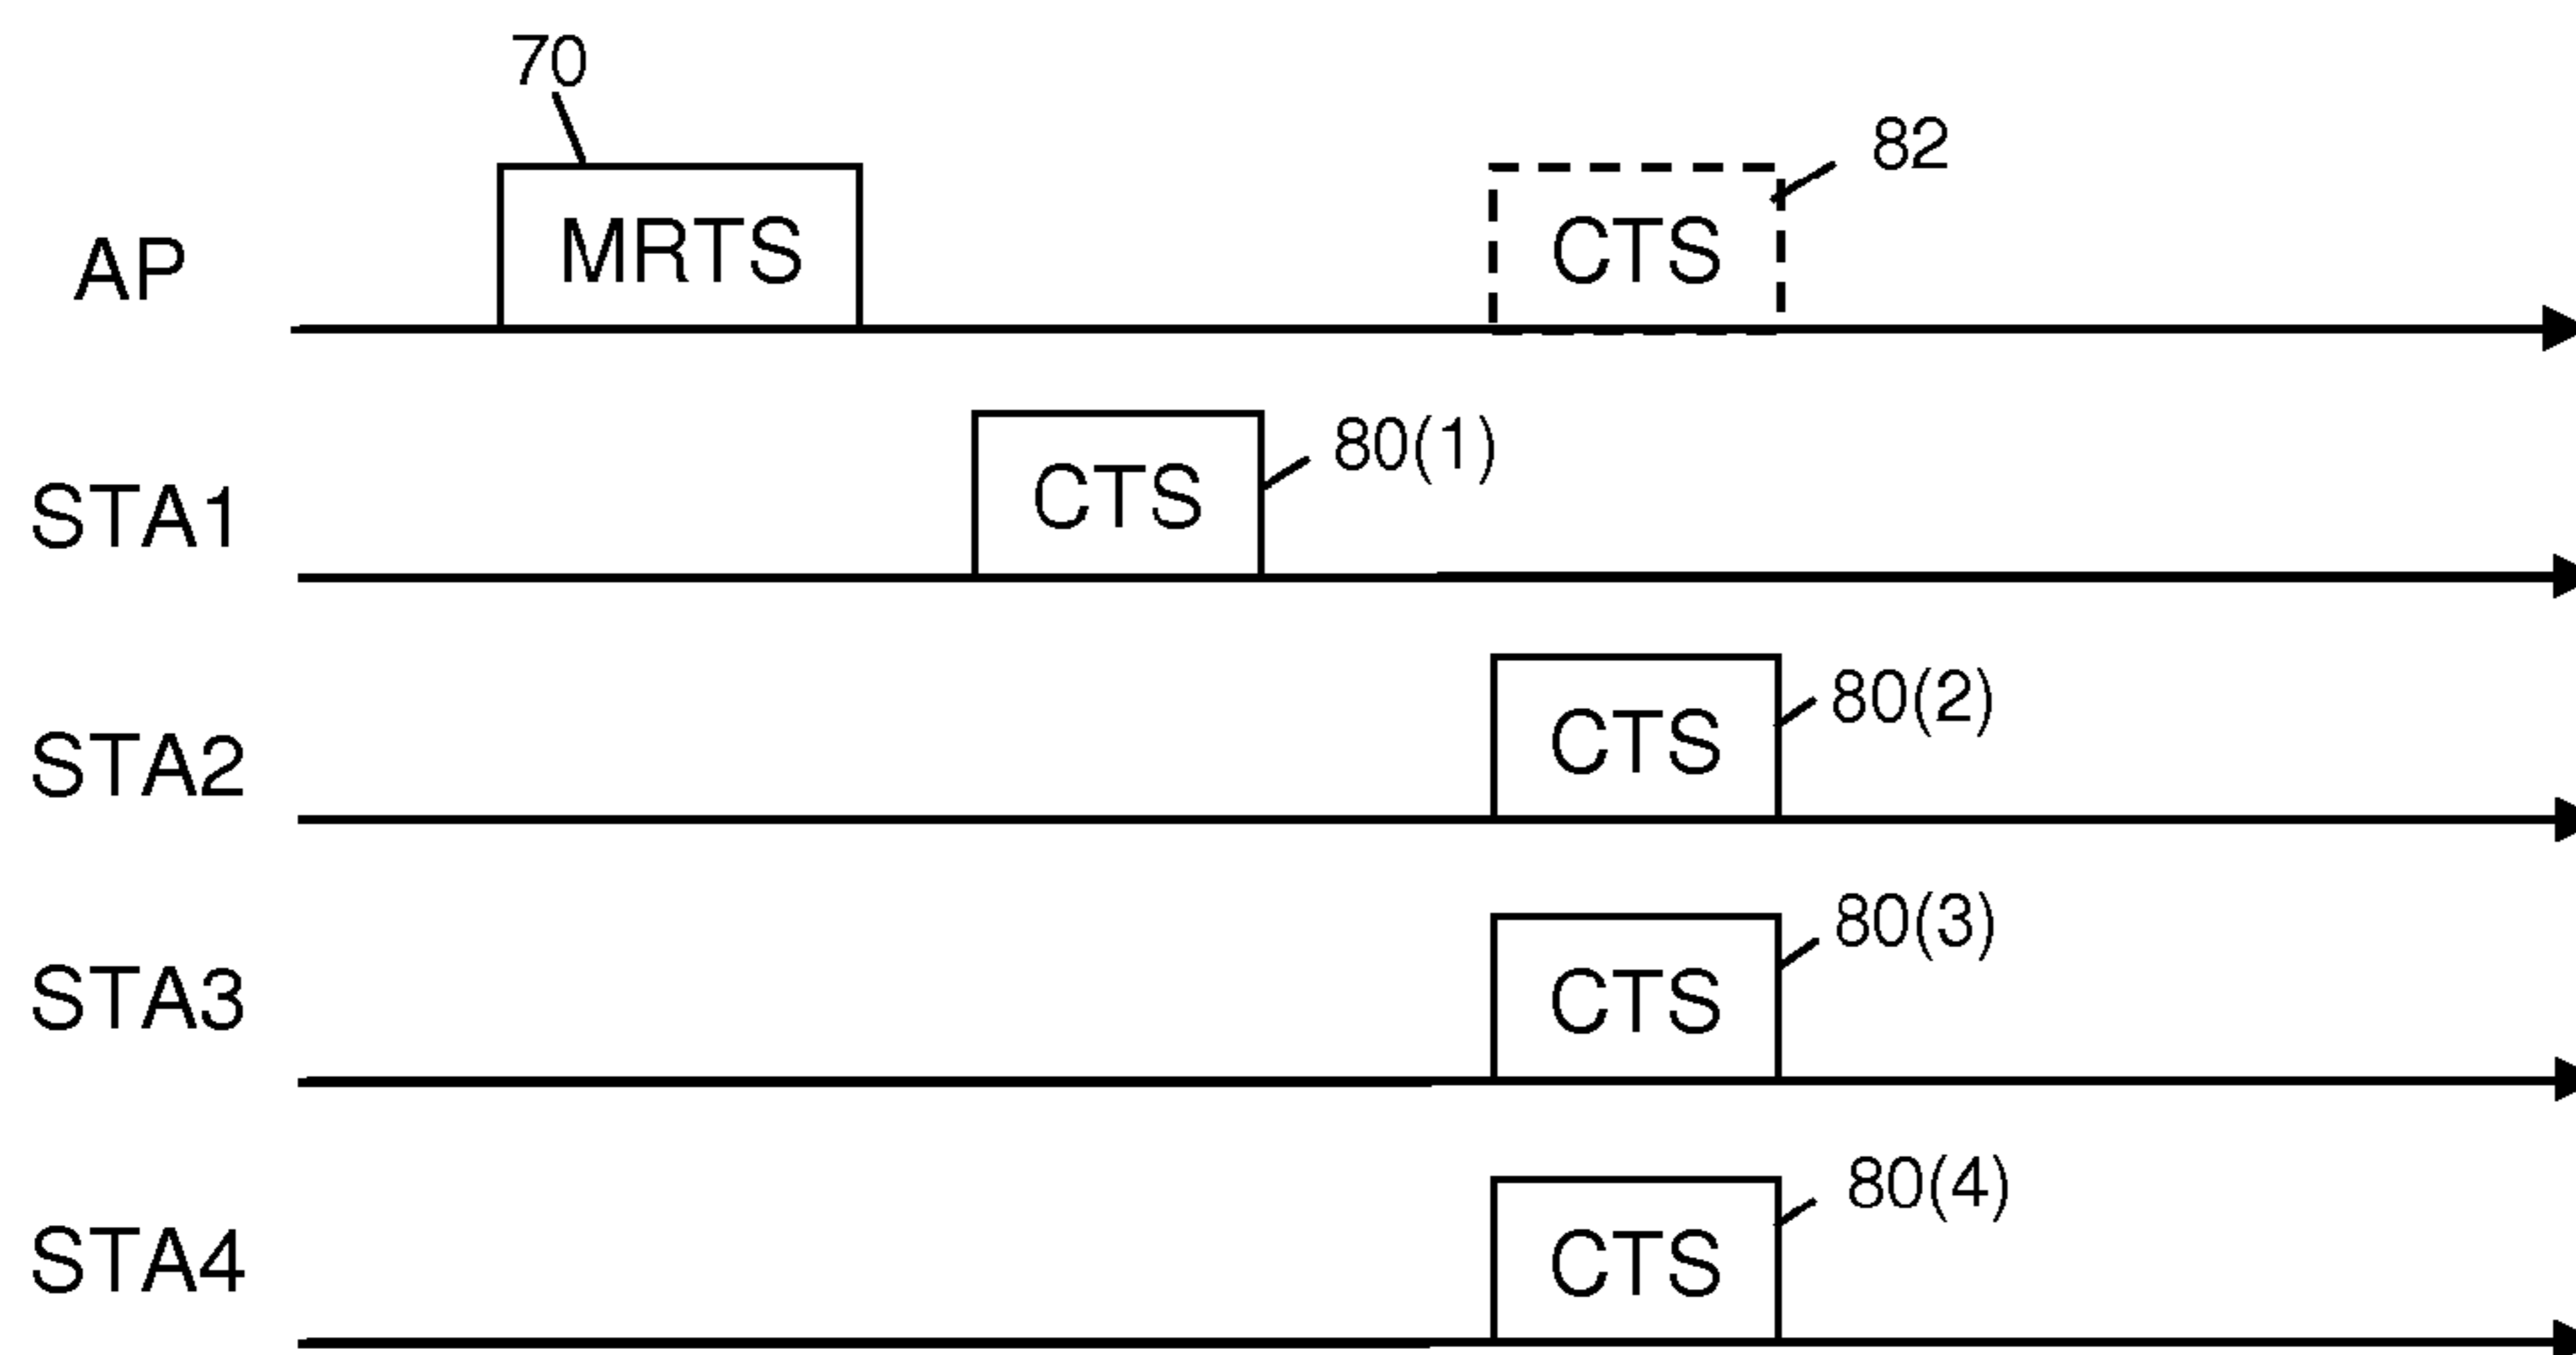 70
82
AP
MRTS
CTS
STA1
CTS
80(1)
STA2
CTS
80(2)
STA3
CTS
80(3)
STA4
CTS
80(4)